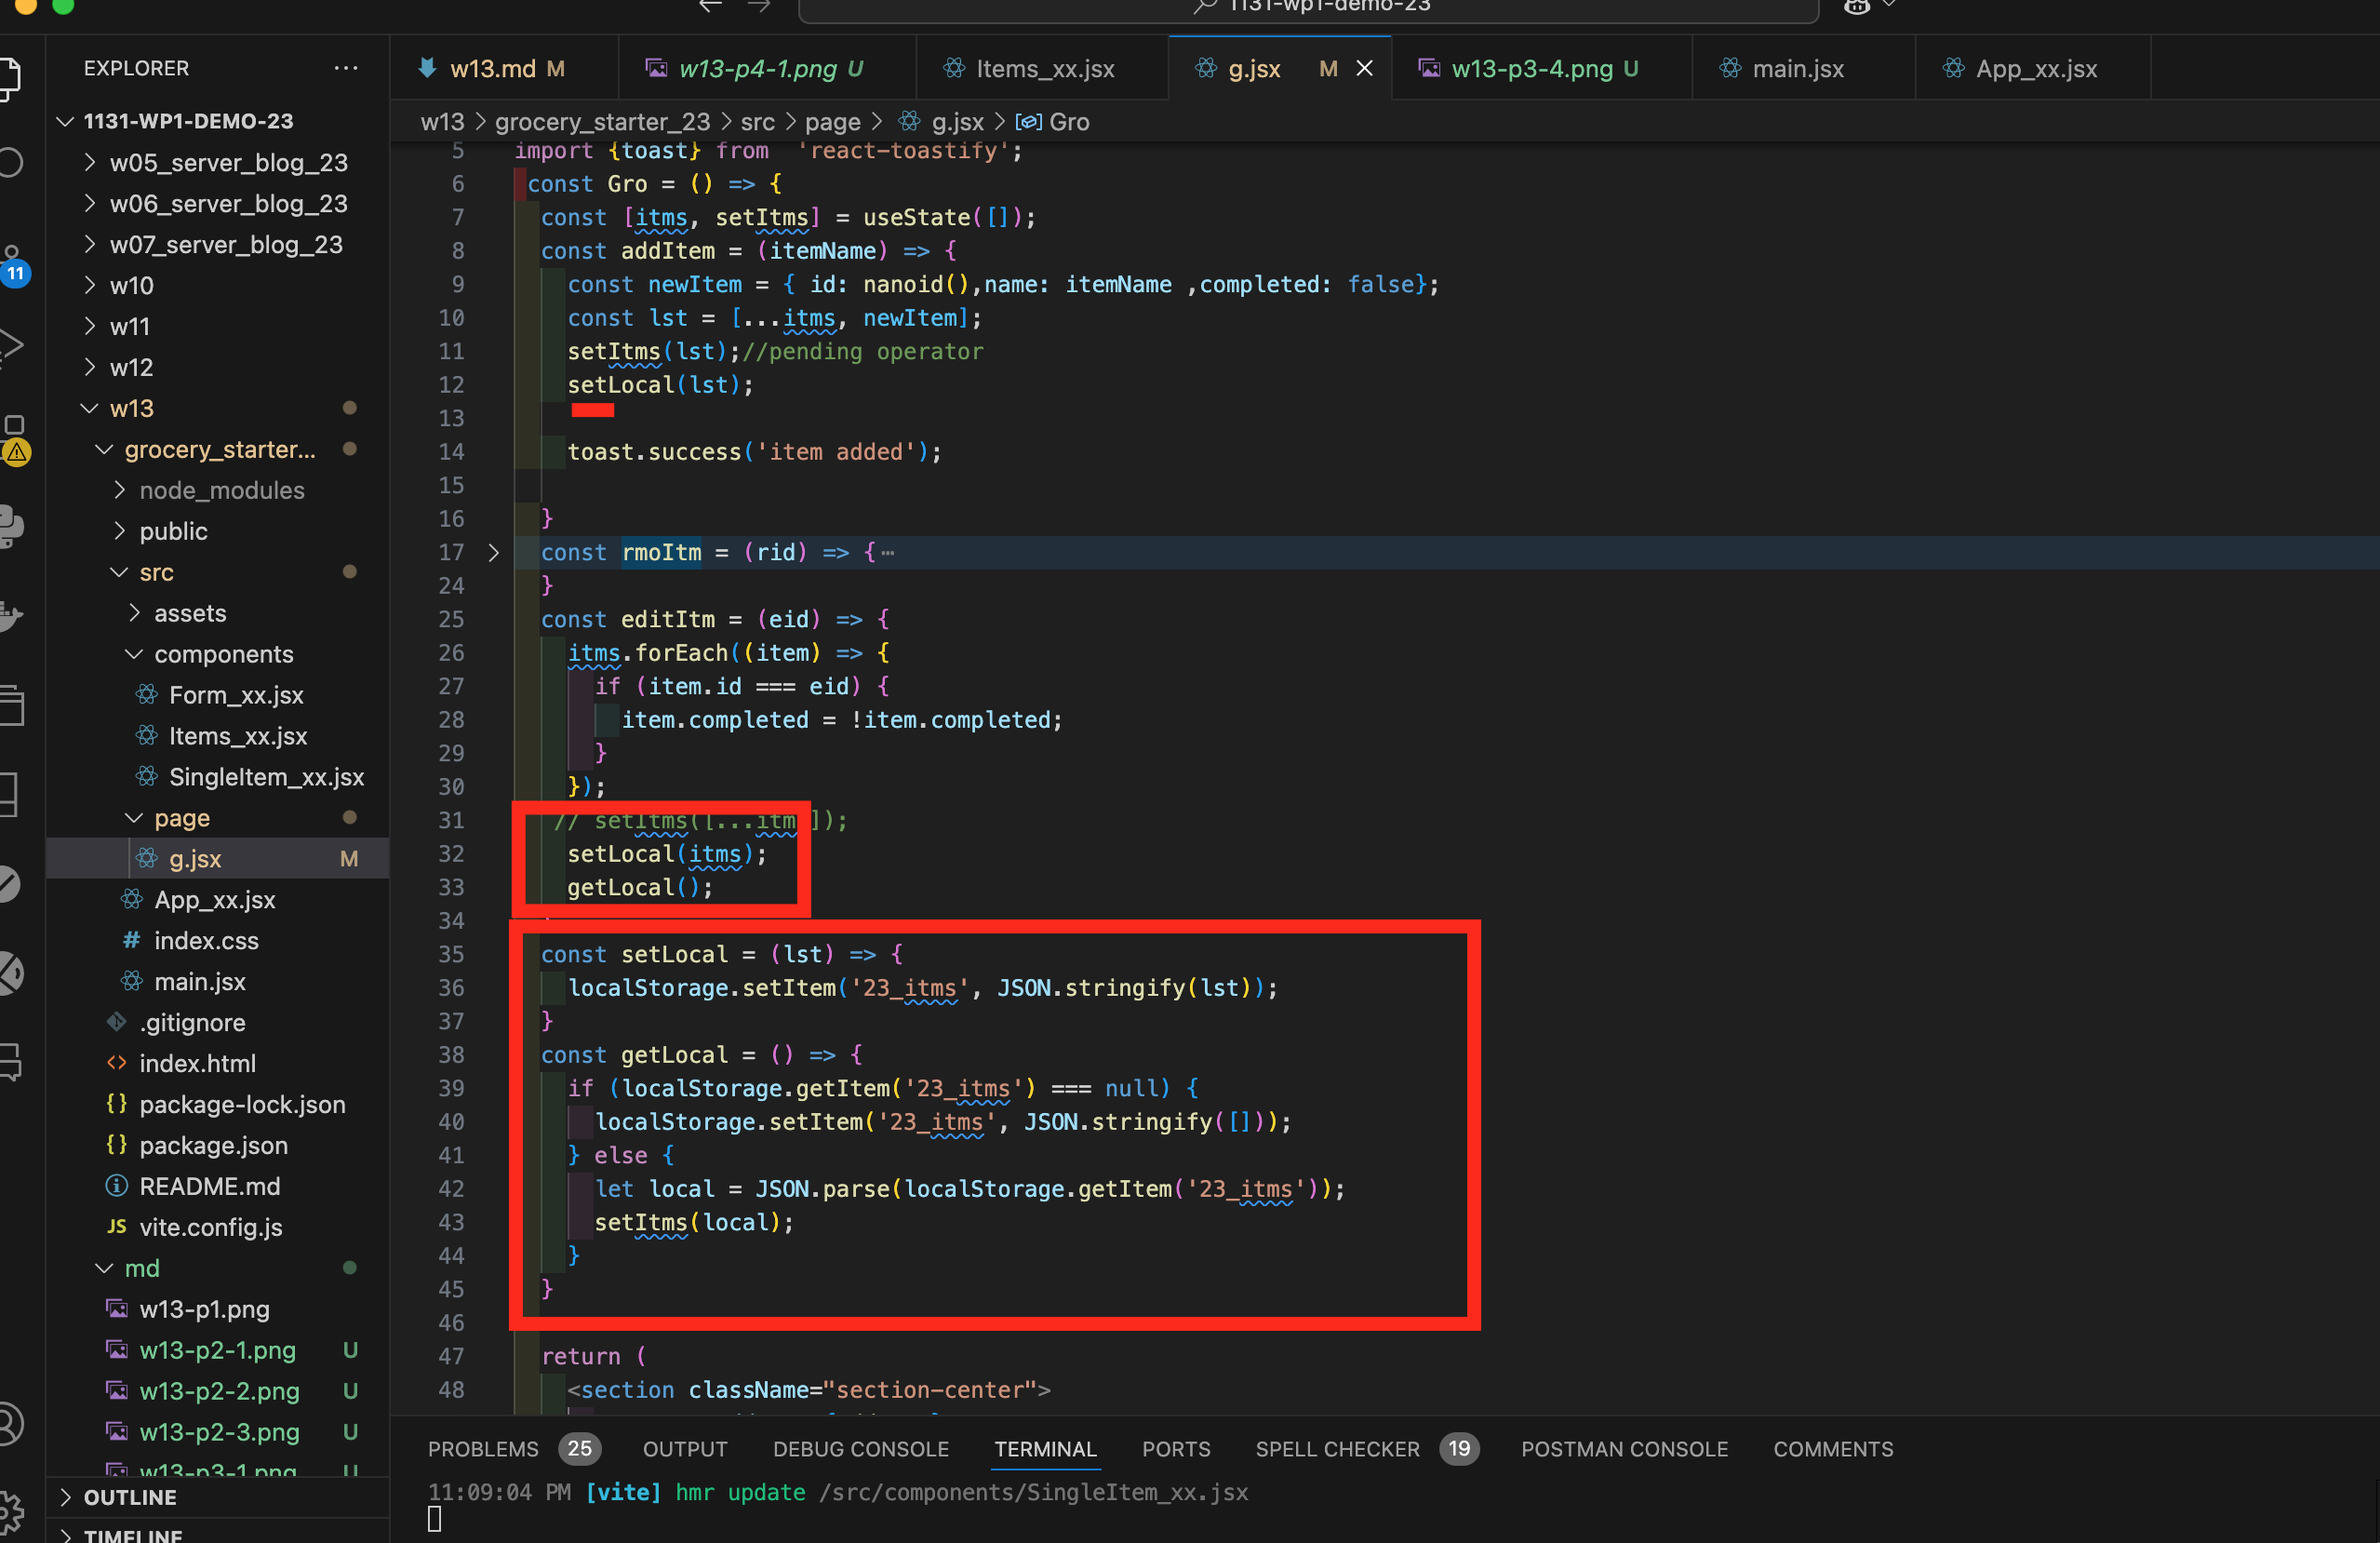 1131-wp1-demo-23
EXPLORER
1131-WP1-DEMO-23
w05_server_blog_23
w06_server_blog_23
w07_server_blog_23
w10
w11
w12
w13
grocery_starter...
node_modules
public
src
assets
components
Form_xx.jsx
Items_xx.jsx
SingleItem_xx.jsx
page
g.jsx M
App_xx.jsx
# index.css
main.jsx
.gitignore
<> index.html
{} package-lock.json
{} package.json
README.md
JS vite.config.js
md
w13-p1.png
w13-p2-1.png U
w13-p2-2.png U
w13-p2-3.png U
w13-p3-1.png U
OUTLINE
TIMELINE
11
w13.md M
w13-p4-1.png U
Items_xx.jsx
g.jsx M
w13-p3-4.png U
main.jsx
App_xx.jsx
w13 > grocery_starter_23 > src > page > g.jsx > Gro
5 import {toast} from 'react-toastify';
6 const Gro = () => {
7 const [itms, setItms] = useState([]);
8 const addItem = (itemName) => {
9 const newItem = { id: nanoid(),name: itemName ,completed: false};
10 const lst = [...itms, newItem];
11 setItms(lst);//pending operator
12 setLocal(lst);
13
14 toast.success('item added');
15
16 }
17 const rmoItm = (rid) => {⋯
24 }
25 const editItm = (eid) => {
26 itms.forEach((item) => {
27 if (item.id === eid) {
28 item.completed = !item.completed;
29 }
30 });
31 // setItms([...itm]);
32 setLocal(itms);
33 getLocal();
34
35 const setLocal = (lst) => {
36 localStorage.setItem('23_itms', JSON.stringify(lst));
37 }
38 const getLocal = () => {
39 if (localStorage.getItem('23_itms') === null) {
40 localStorage.setItem('23_itms', JSON.stringify([]));
41 } else {
42 let local = JSON.parse(localStorage.getItem('23_itms'));
43 setItms(local);
44 }
45 }
46
47 return (
48 <section className="section-center">
PROBLEMS 25 OUTPUT DEBUG CONSOLE TERMINAL PORTS SPELL CHECKER 19 POSTMAN CONSOLE COMMENTS
11:09:04 PM [vite] hmr update /src/components/SingleItem_xx.jsx